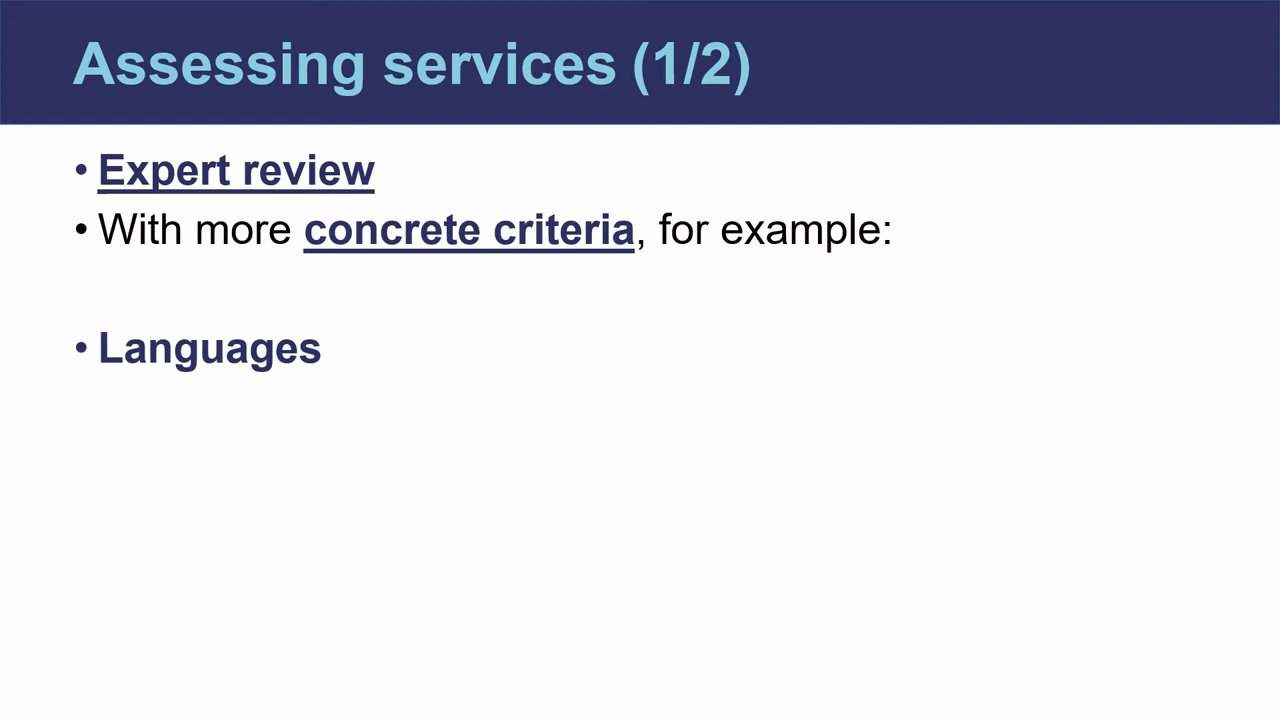 Assessing services (1/2)
• Expert review
• With more concrete criteria, for example:
• Languages